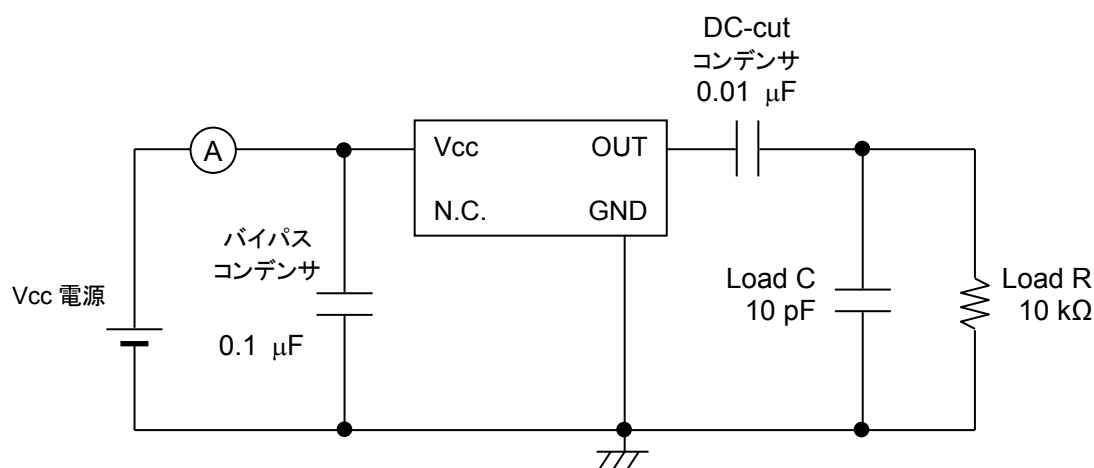 DC-cut
コンデンサ
0.01 μF
A
Vcc OUT
N.C. GND
バイパス
コンデンサ
0.1 μF
Vcc 電源
Load C
10 pF
Load R
10 kΩ